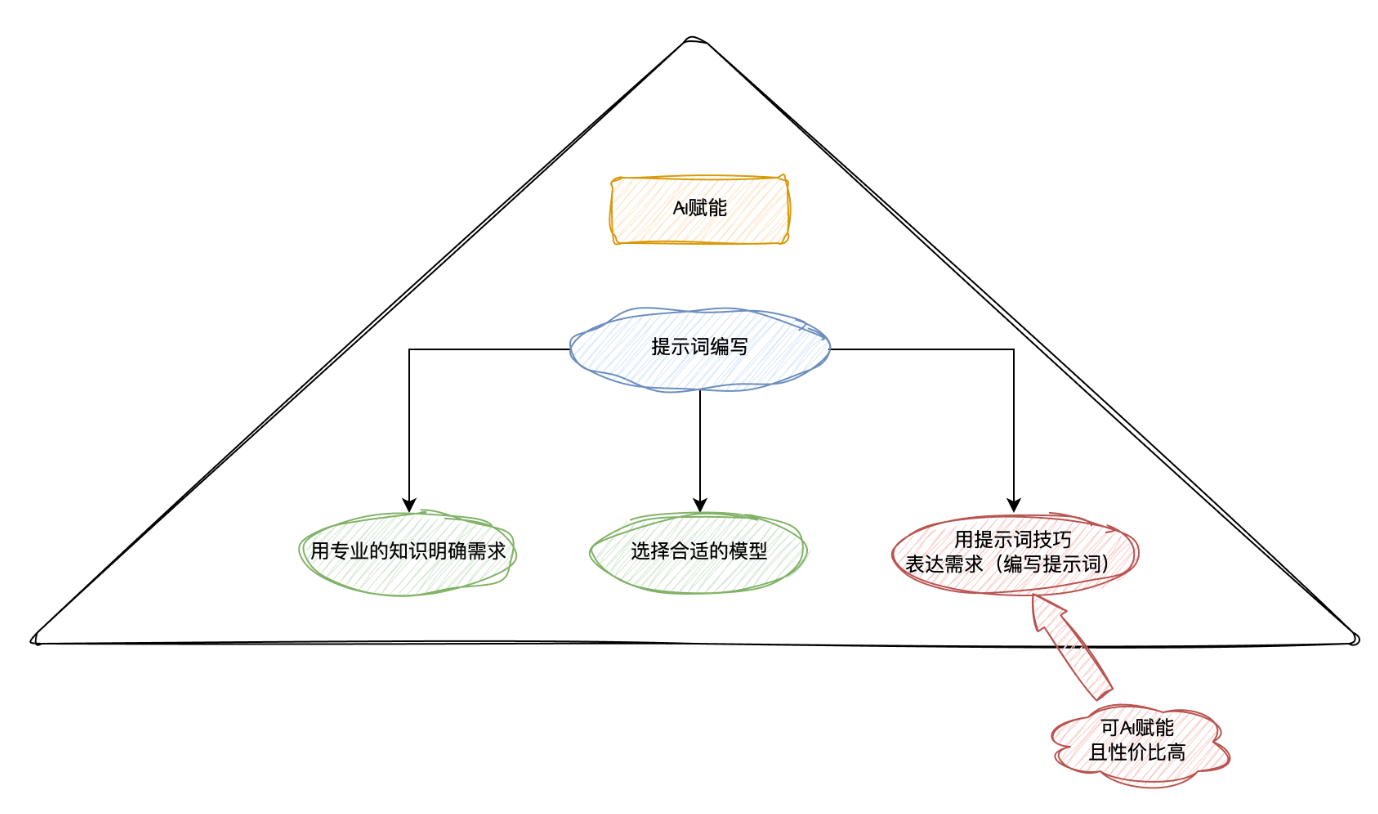 AI赋能
提示词编写
用专业的知识明确需求
选择合适的模型
用提示词技巧
表达需求（编写提示词）
可AI赋能
且性价比高